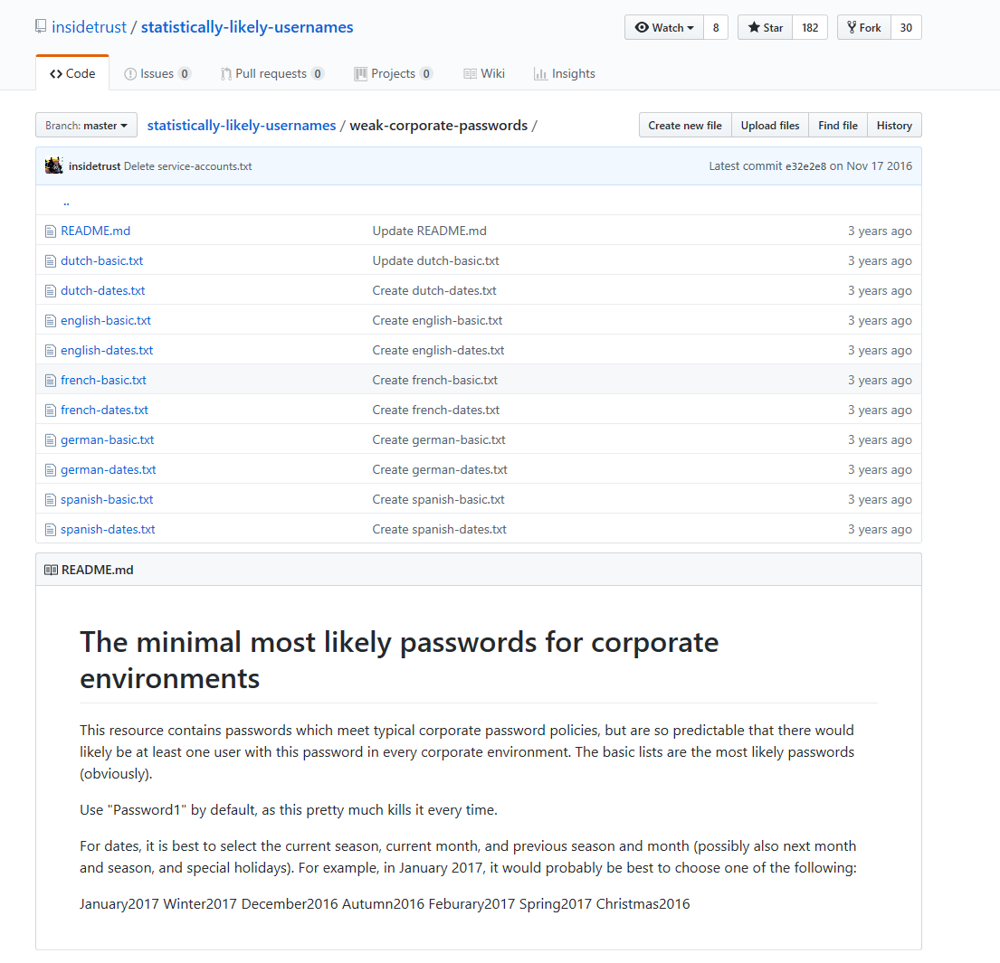 insidetrust / statistically-likely-usernames
Watch 8 Star 182 Fork 30
Code Issues 0 Pull requests 0 Projects 0 Wiki Insights
Branch: master statistically-likely-usernames / weak-corporate-passwords / Create new file Upload files Find file History
insidetrust Delete service-accounts.txt Latest commit e32e2e8 on Nov 17 2016
..
README.md Update README.md 3 years ago
dutch-basic.txt Update dutch-basic.txt 3 years ago
dutch-dates.txt Create dutch-dates.txt 3 years ago
english-basic.txt Create english-basic.txt 3 years ago
english-dates.txt Create english-dates.txt 3 years ago
french-basic.txt Create french-basic.txt 3 years ago
french-dates.txt Create french-dates.txt 3 years ago
german-basic.txt Create german-basic.txt 3 years ago
german-dates.txt Create german-dates.txt 3 years ago
spanish-basic.txt Create spanish-basic.txt 3 years ago
spanish-dates.txt Create spanish-dates.txt 3 years ago
README.md
The minimal most likely passwords for corporate
environments
This resource contains passwords which meet typical corporate password policies, but are so predictable that there would
likely be at least one user with this password in every corporate environment. The basic lists are the most likely passwords
(obviously).
Use "Password1" by default, as this pretty much kills it every time.
For dates, it is best to select the current season, current month, and previous season and month (possibly also next month
and season, and special holidays). For example, in January 2017, it would probably be best to choose one of the following:
January2017 Winter2017 December2016 Autumn2016 Feburary2017 Spring2017 Christmas2016